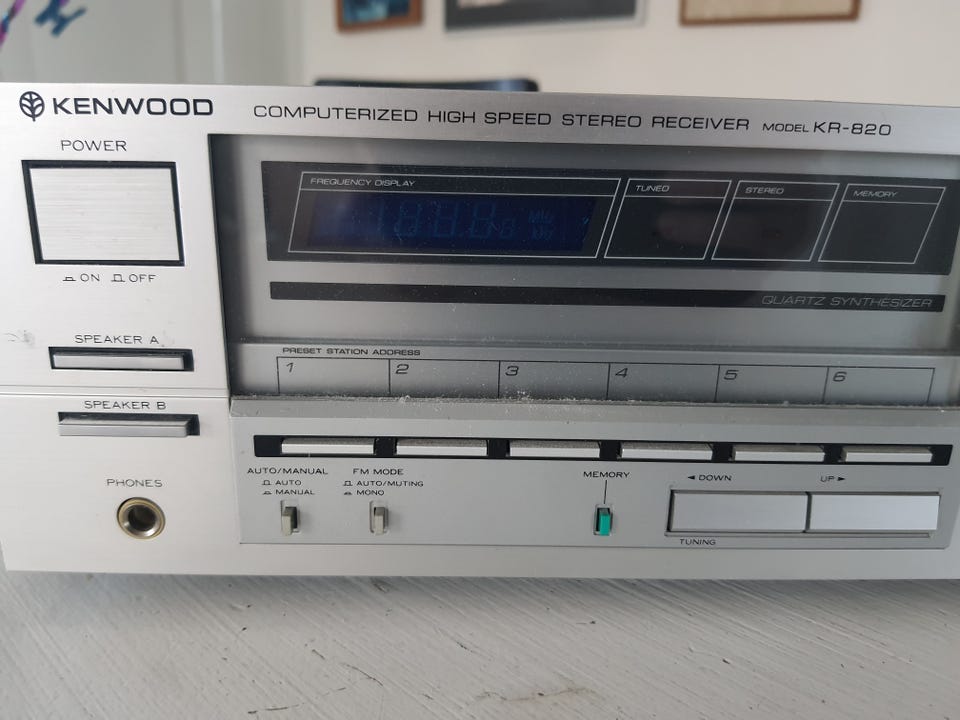 KENWOOD COMPUTERIZED HIGH SPEED STEREO RECEIVER MODEL KR-820
POWER
ON OFF
SPEAKER A
SPEAKER B
PHONES
FREQUENCY DISPLAY
TUNED
STEREO
MEMORY
MHz
kHz
QUARTZ SYNTHESIZER
PRESET STATION ADDRESS
1 2 3 4 5 6
AUTO/MANUAL
AUTO
MANUAL
FM MODE
AUTO/MUTING
MONO
MEMORY
◄ DOWN UP ►
TUNING